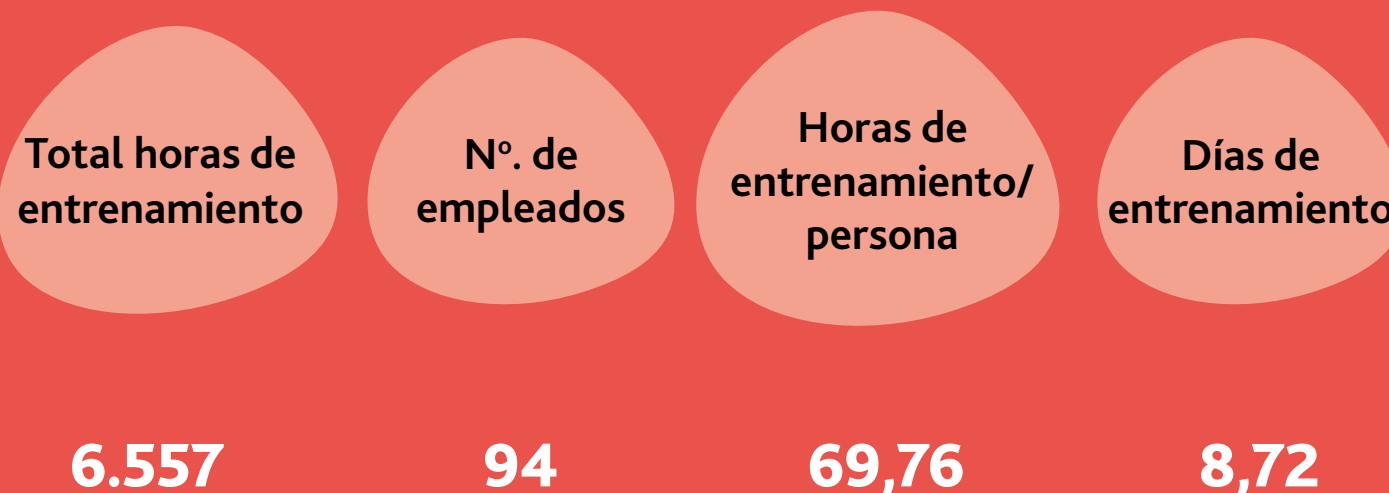 Total horas de
entrenamiento
Nº. de
empleados
Horas de
entrenamiento/
persona
Días de
entrenamiento
6.557
94
69,76
8,72